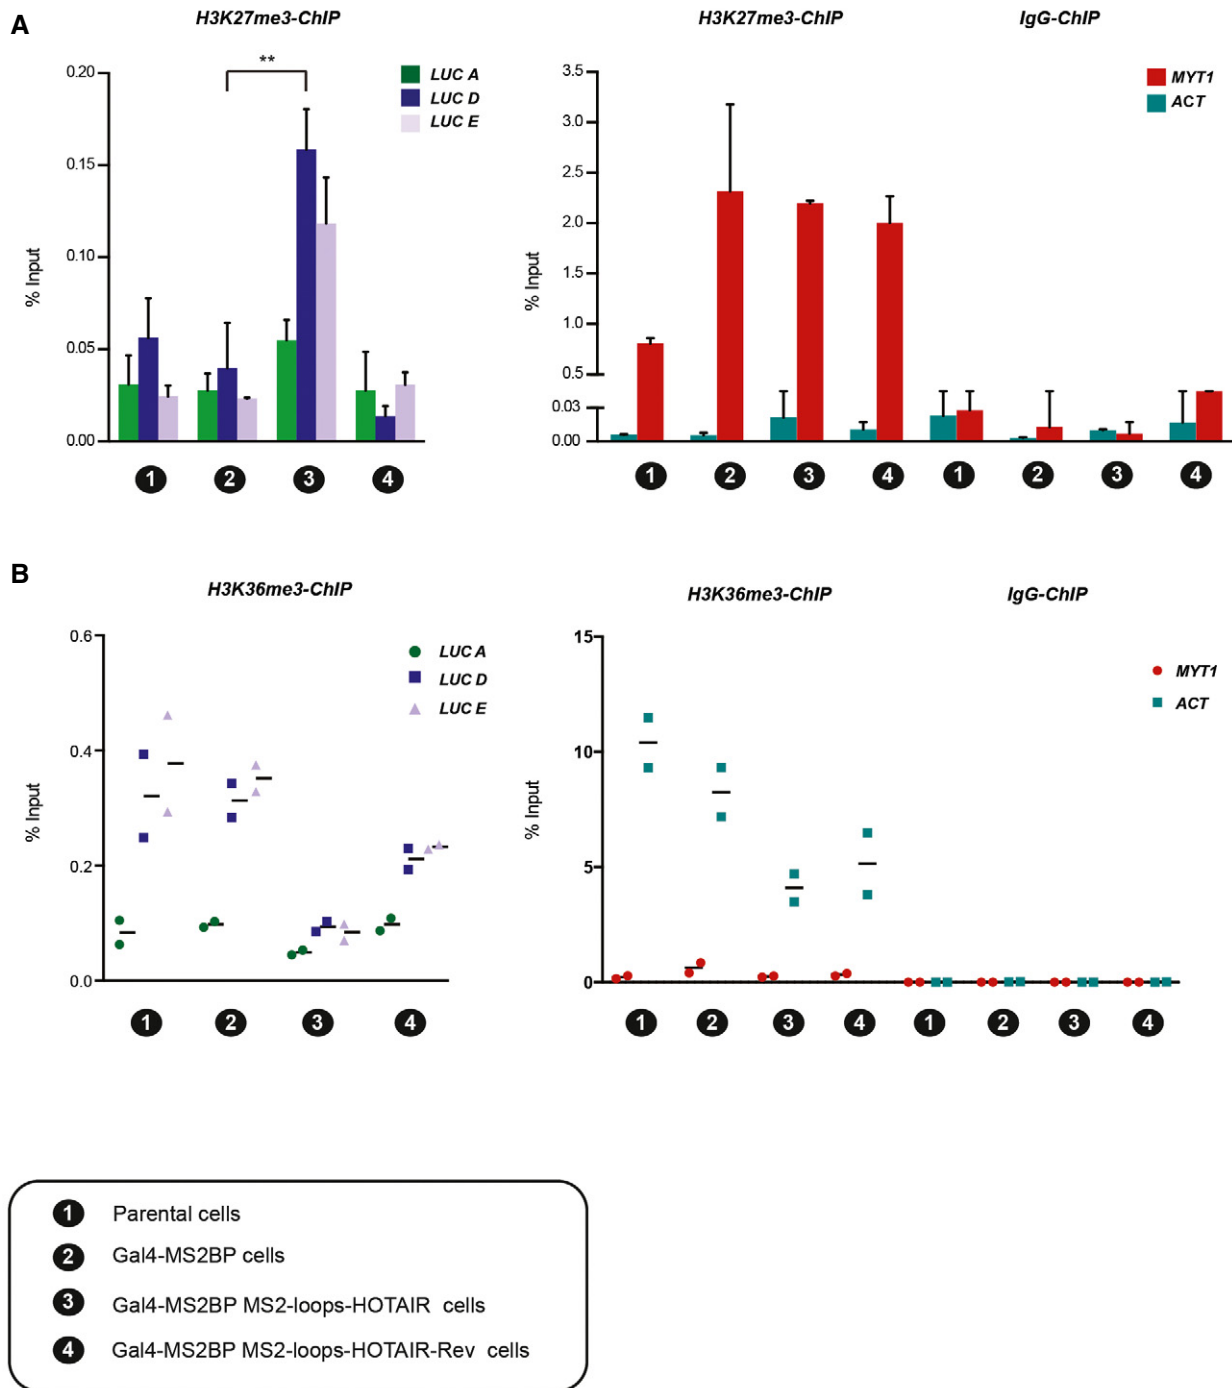 A
H3K27me3-ChIP
H3K27me3-ChIP
IgG-ChIP
**
LUC A
LUC D
LUC E
MYT1
ACT
% Input
0.20
0.15
0.10
0.05
0.00
1
2
3
4
% Input
3.5
3.0
2.5
2.0
1.5
1.0
0.5
0.03
0.00
1
2
3
4
1
2
3
4
B
H3K36me3-ChIP
H3K36me3-ChIP
IgG-ChIP
LUC A
LUC D
LUC E
MYT1
ACT
% Input
0.6
0.4
0.2
0.0
1
2
3
4
% Input
15
10
5
0
1
2
3
4
1
2
3
4
1 Parental cells
2 Gal4-MS2BP cells
3 Gal4-MS2BP MS2-loops-HOTAIR cells
4 Gal4-MS2BP MS2-loops-HOTAIR-Rev cells